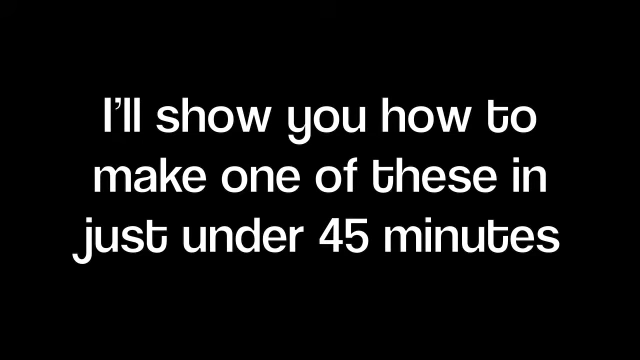 I'll show you how to
make one of these in
just under 45 minutes